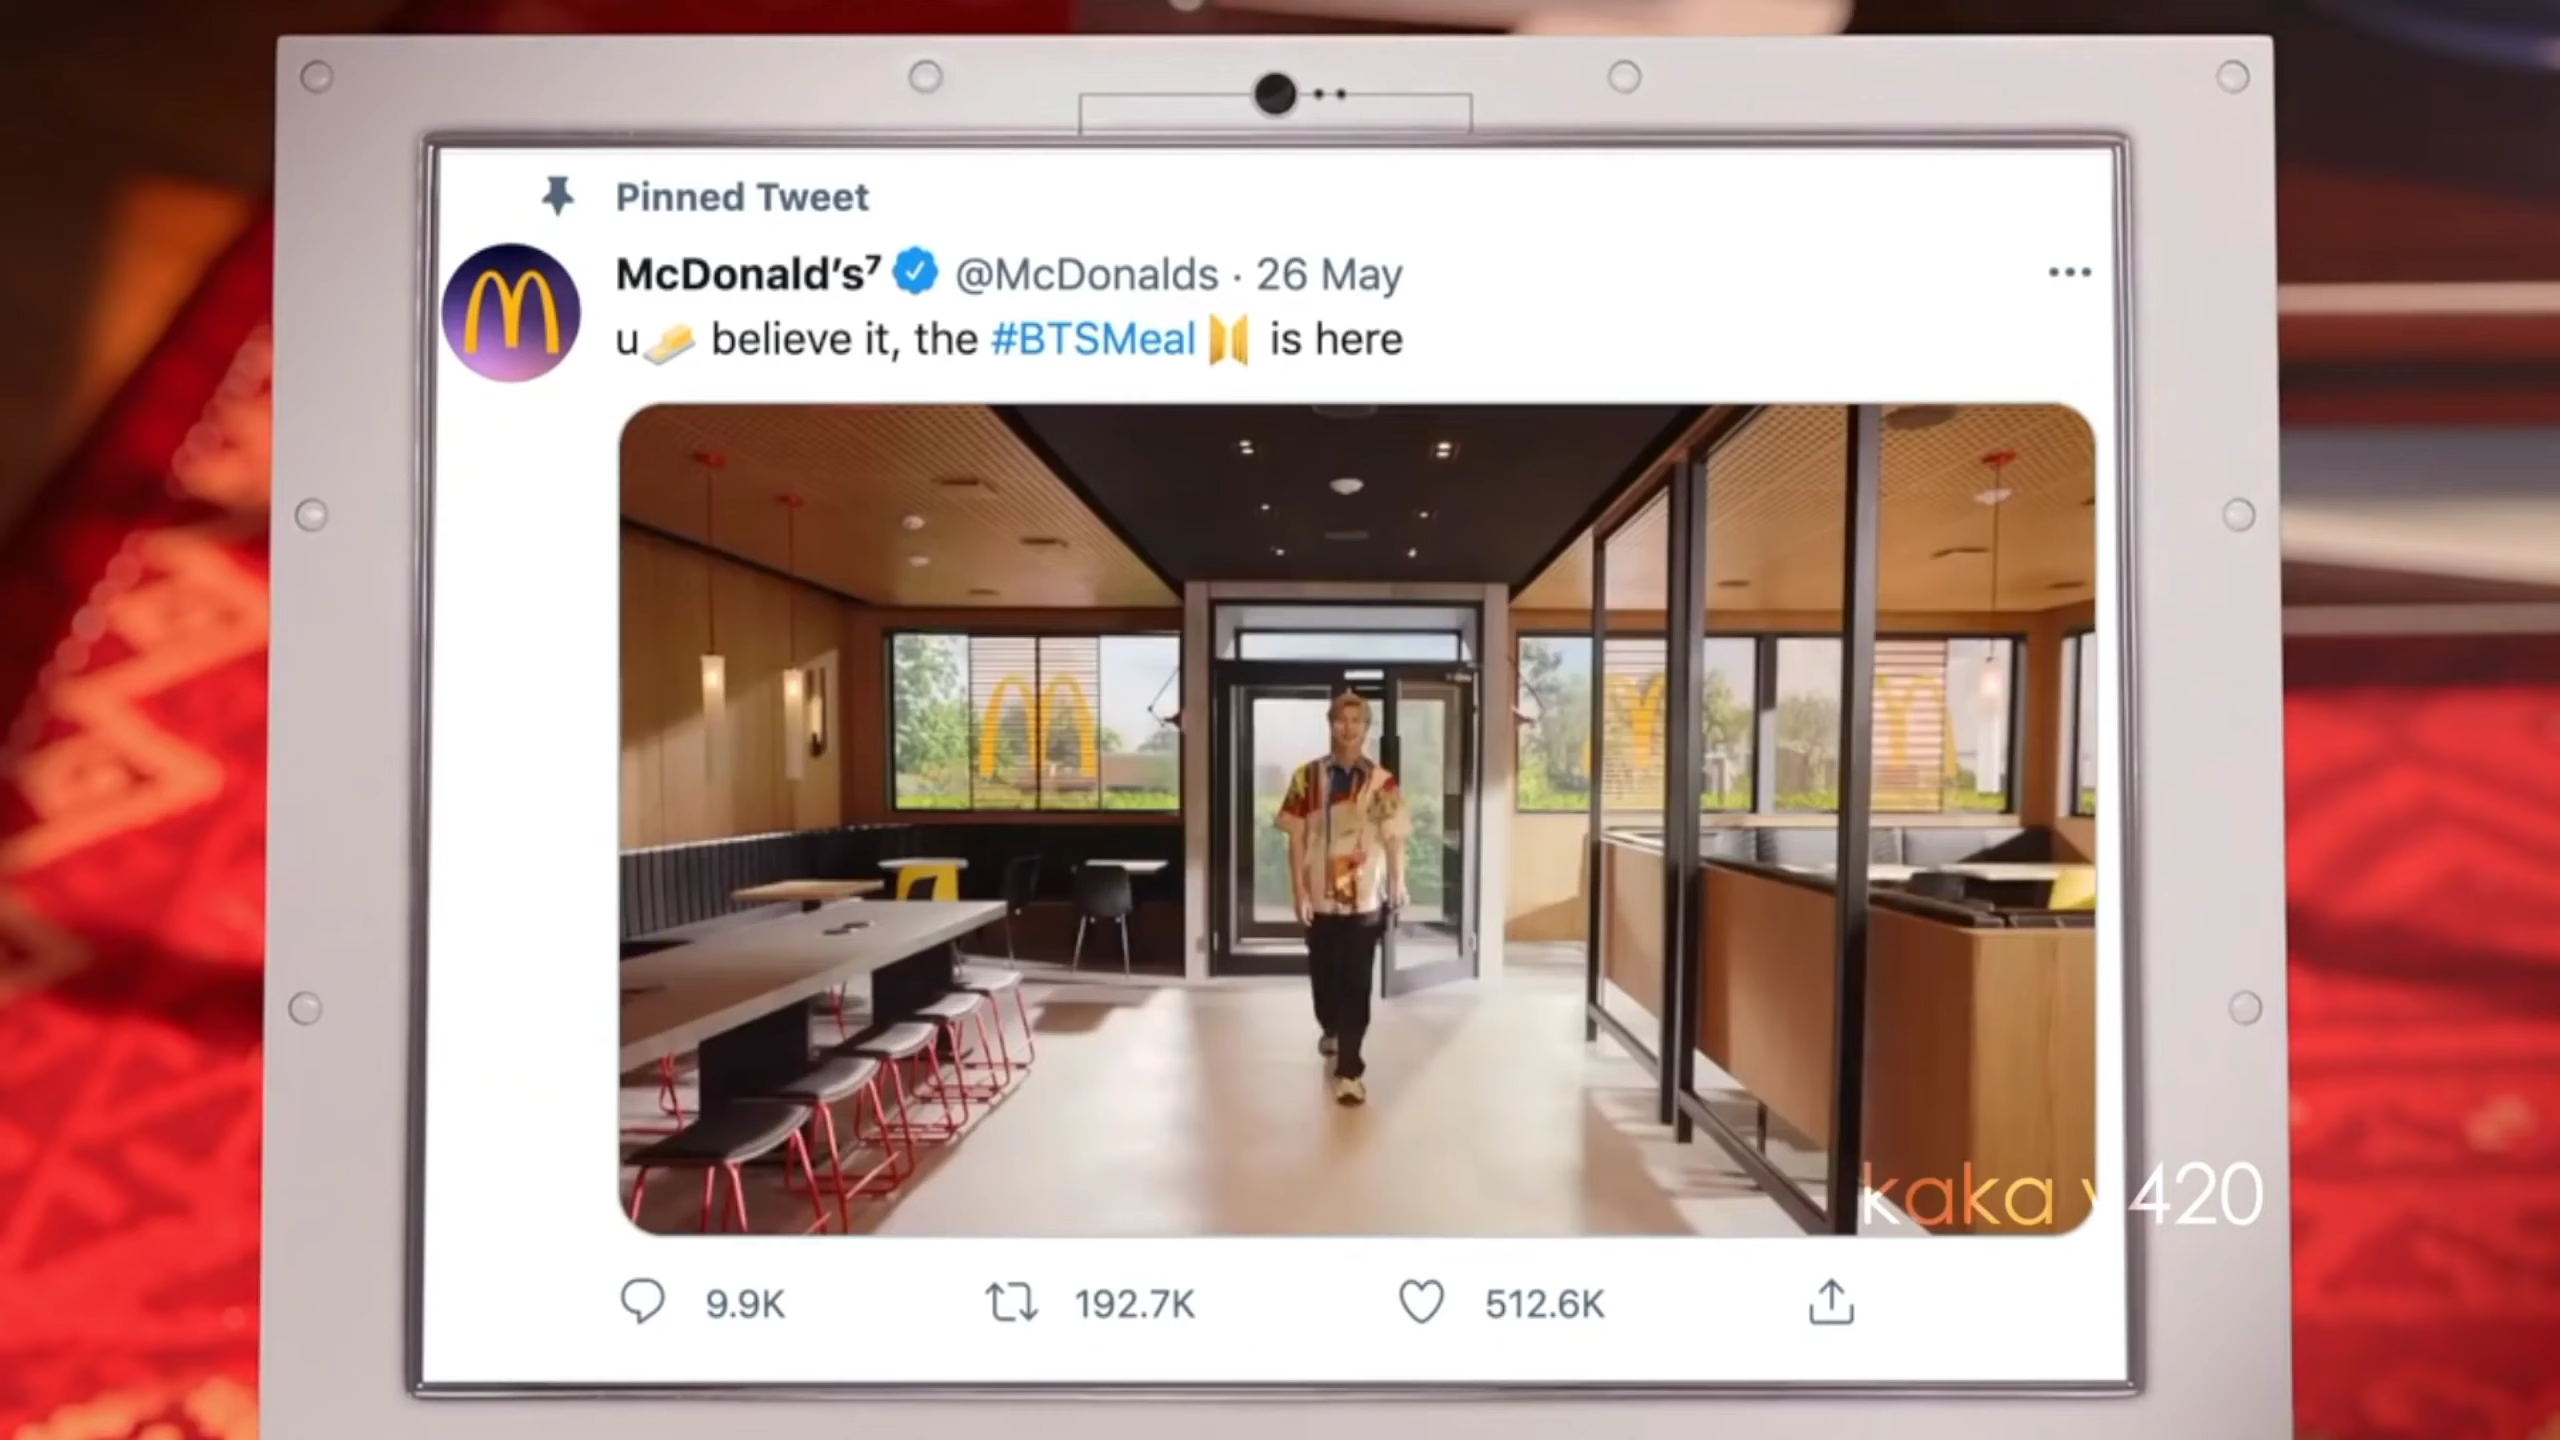 Pinned Tweet
McDonald's⁷ @McDonalds · 26 May
u🧈 believe it, the #BTSMeal is here
kaka v420
9.9K
192.7K
512.6K